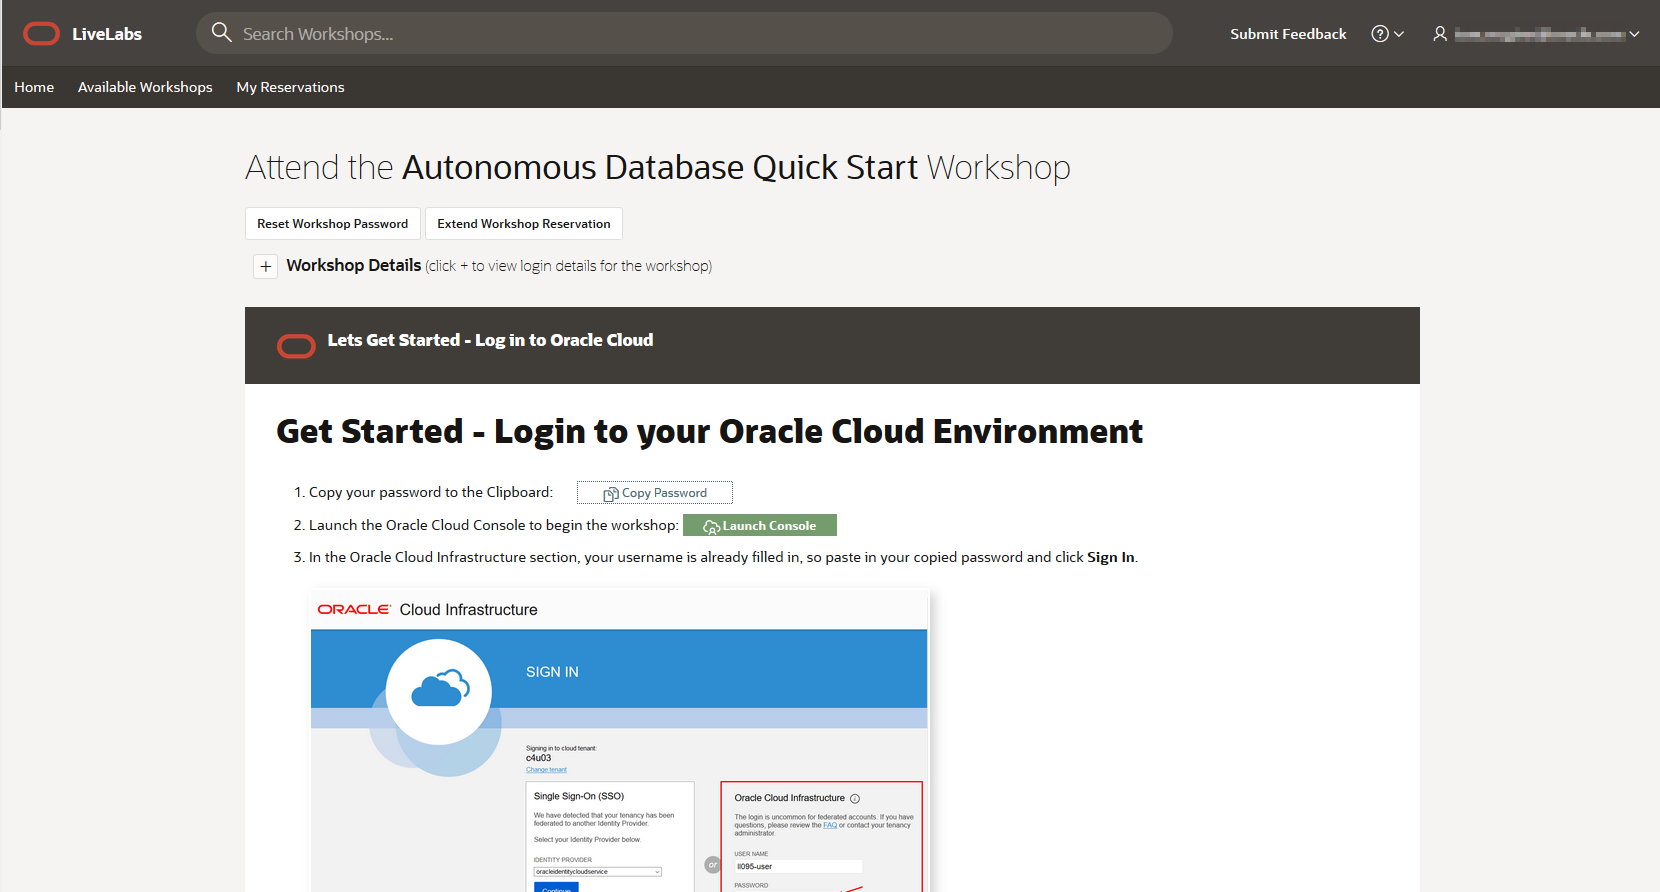 LiveLabs
Search Workshops...
Submit Feedback
Home
Available Workshops
My Reservations
Attend the Autonomous Database Quick Start Workshop
Reset Workshop Password
Extend Workshop Reservation
+ Workshop Details (click + to view login details for the workshop)
Lets Get Started - Log in to Oracle Cloud
Get Started - Login to your Oracle Cloud Environment
1. Copy your password to the Clipboard: Copy Password
2. Launch the Oracle Cloud Console to begin the workshop: Launch Console
3. In the Oracle Cloud Infrastructure section, your username is already filled in, so paste in your copied password and click Sign In.
ORACLE Cloud Infrastructure
SIGN IN
Signing in to cloud tenant:
c4u03
Change tenant
Single Sign-On (SSO)
We have detected that your tenancy has been
federated to another Identity Provider.
Select your Identity Provider below.
IDENTITY PROVIDER
oracleidentitycloudservice
Continue
or
Oracle Cloud Infrastructure
The login is uncommon for federated accounts. If you have
questions, please review the FAQ or contact your tenancy
administrator.
USER NAME
ll095-user
PASSWORD